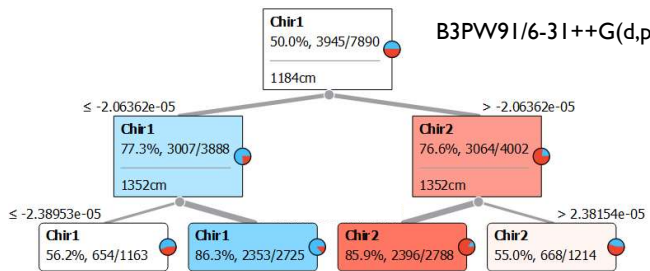 Chir1
50.0%, 3945/7890
1184cm
B3PW91/6-31++G(d,p
≤ -2.06362e-05
> -2.06362e-05
Chir1
77.3%, 3007/3888
1352cm
Chir2
76.6%, 3064/4002
1352cm
≤ -2.38953e-05
> 2.38154e-05
Chir1
56.2%, 654/1163
Chir1
86.3%, 2353/2725
Chir2
85.9%, 2396/2788
Chir2
55.0%, 668/1214